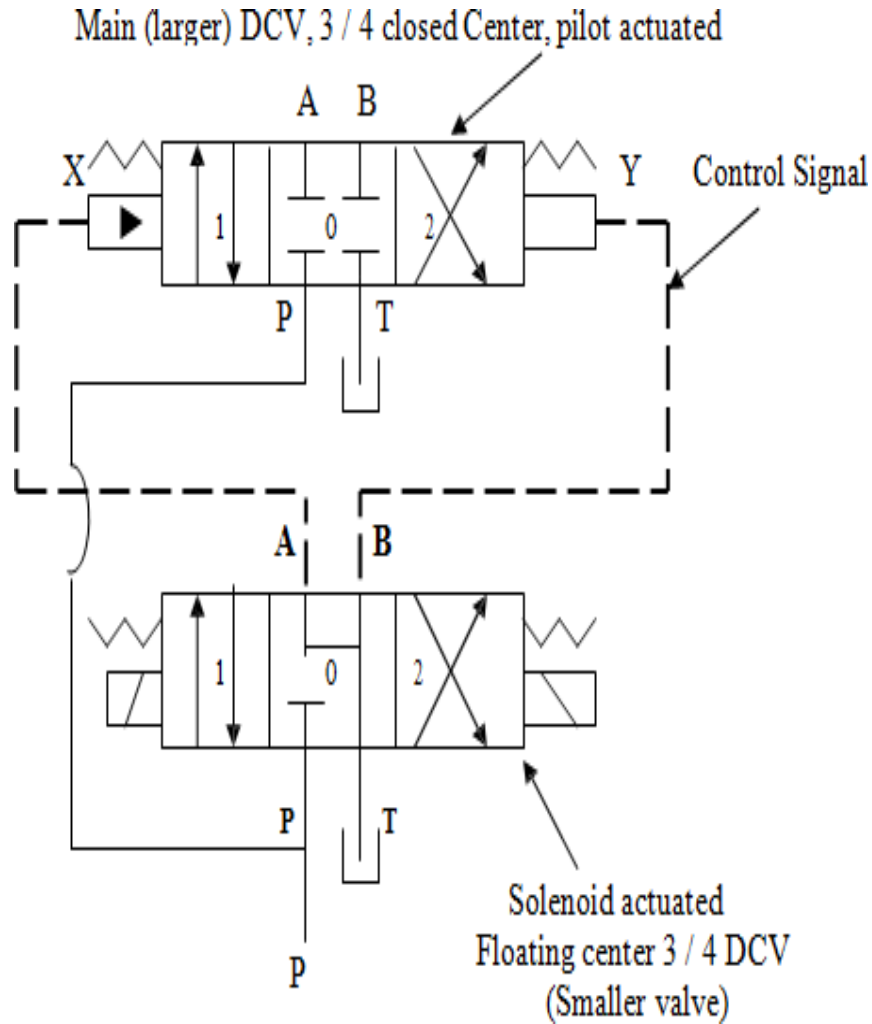 Main (larger) DCV, 3 / 4 closed Center, pilot actuated
A B
X Y Control Signal
1 0 2
P T
A B
1 0 2
P T
P
Solenoid actuated
Floating center 3 / 4 DCV
(Smaller valve)